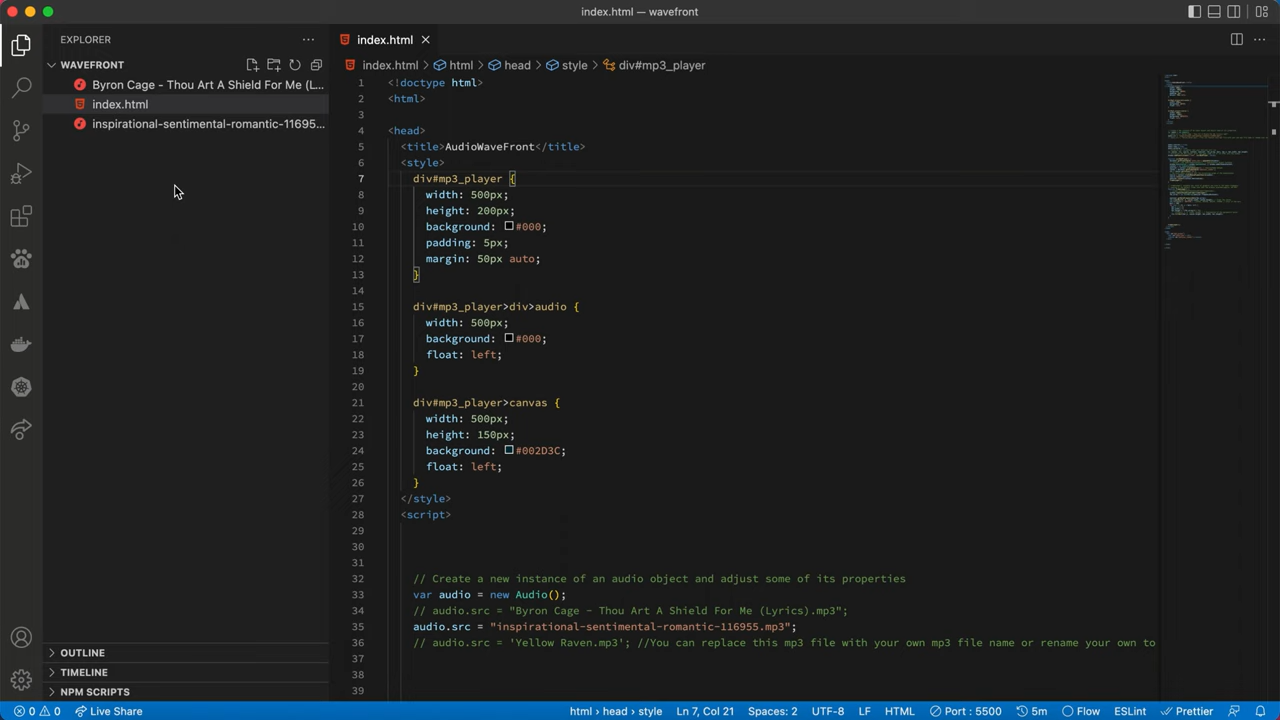 index.html — wavefront
EXPLORER
WAVEFRONT
Byron Cage - Thou Art A Shield For Me (L...
index.html
inspirational-sentimental-romantic-11695...
OUTLINE
TIMELINE
NPM SCRIPTS
index.html
index.html > html > head > style > div#mp3_player
1 <!doctype html>
2 <html>
3
4 <head>
5 <title>AudioWaveFront</title>
6 <style>
7 div#mp3_player {
8 width: 500px;
9 height: 200px;
10 background: #000;
11 padding: 5px;
12 margin: 50px auto;
13 }
14
15 div#mp3_player>div>audio {
16 width: 500px;
17 background: #000;
18 float: left;
19 }
20
21 div#mp3_player>canvas {
22 width: 500px;
23 height: 150px;
24 background: #002D3C;
25 float: left;
26 }
27 </style>
28 <script>
29
30
31
32 // Create a new instance of an audio object and adjust some of its properties
33 var audio = new Audio();
34 // audio.src = "Byron Cage - Thou Art A Shield For Me (Lyrics).mp3";
35 audio.src = "inspirational-sentimental-romantic-116955.mp3";
36 // audio.src = 'Yellow Raven.mp3'; //You can replace this mp3 file with your own mp3 file name or rename your own to
37
38
39
0 0 Live Share html > head > style Ln 7, Col 21 Spaces: 2 UTF-8 LF HTML Port : 5500 5m Flow ESLint Prettier